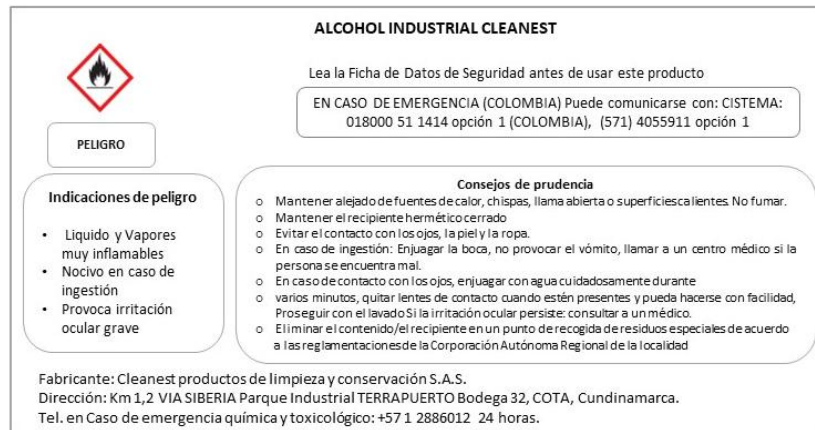 ALCOHOL INDUSTRIAL CLEANEST
Lea la Ficha de Datos de Seguridad antes de usar este producto
EN CASO DE EMERGENCIA (COLOMBIA) Puede comunicarse con: CISTEMA:
018000 51 1414 opción 1 (COLOMBIA), (571) 4055911 opción 1
PELIGRO
Indicaciones de peligro
• Liquido y Vapores
muy inflamables
• Nocivo en caso de
ingestión
• Provoca irritación
ocular grave
Consejos de prudencia
o Mantener alejado de fuentes de calor, chispas, llama abierta o superficies calientes. No fumar.
o Mantener el recipiente hermético cerrado
o Evitar el contacto con los ojos, la piel y la ropa.
o En caso de ingestión: Enjuagar la boca, no provocar el vómito, llamar a un centro médico si la
persona se encuentra mal.
o En caso de contacto con los ojos, enjuagar con agua cuidadosamente durante
o varios minutos, quitar lentes de contacto cuando estén presentes y pueda hacerse con facilidad,
Proseguir con el lavado Si la irritación ocular persiste: consultar a un médico.
o Eliminar el contenido/el recipiente en un punto de recogida de residuos especiales de acuerdo
a las reglamentaciones de la Corporación Autónoma Regional de la localidad
Fabricante: Cleanest productos de limpieza y conservación S.A.S.
Dirección: Km 1,2 VIA SIBERIA Parque Industrial TERRAPUERTO Bodega 32, COTA, Cundinamarca.
Tel. en Caso de emergencia química y toxicológico: +57 1 2886012 24 horas.